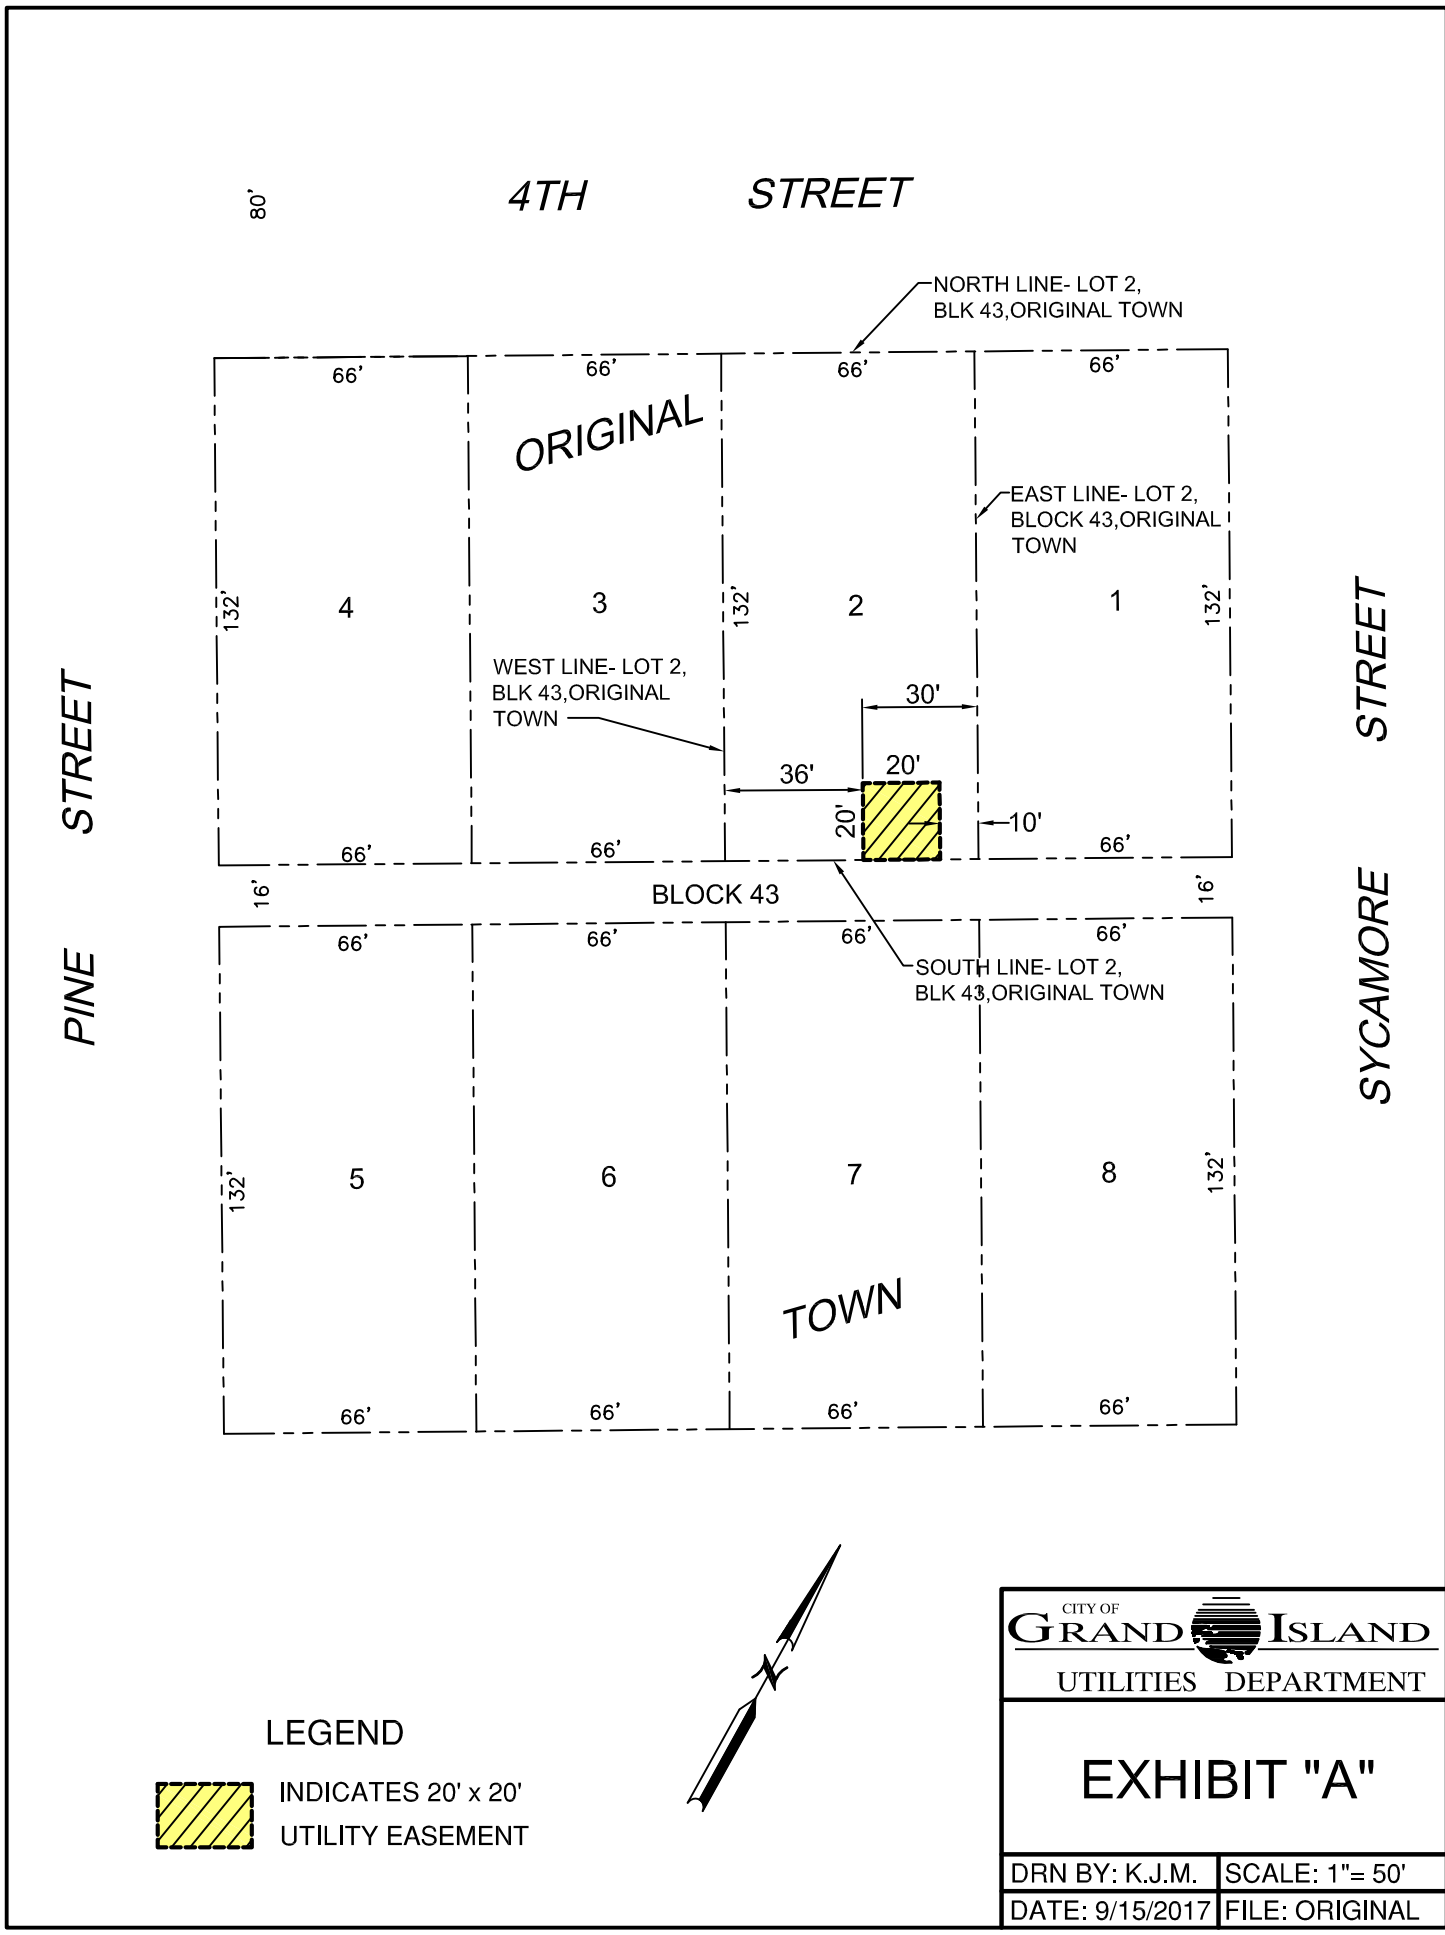 4TH STREET
80'
NORTH LINE- LOT 2,
BLK 43,ORIGINAL TOWN
66'
66'
66'
66'
ORIGINAL
EAST LINE- LOT 2,
BLOCK 43,ORIGINAL
TOWN
132'
4
3
132'
2
1
132'
WEST LINE- LOT 2,
BLK 43,ORIGINAL
TOWN
30'
36'
20'
20'
10'
66'
66'
66'
16'
BLOCK 43
16'
66'
66'
66'
66'
SOUTH LINE- LOT 2,
BLK 43,ORIGINAL TOWN
PINE STREET
SYCAMORE STREET
132'
5
6
7
8
132'
TOWN
66'
66'
66'
66'
N
LEGEND
INDICATES 20' x 20'
UTILITY EASEMENT
CITY OF
GRAND ISLAND
UTILITIES DEPARTMENT
EXHIBIT "A"
DRN BY: K.J.M.
SCALE: 1"= 50'
DATE: 9/15/2017
FILE: ORIGINAL